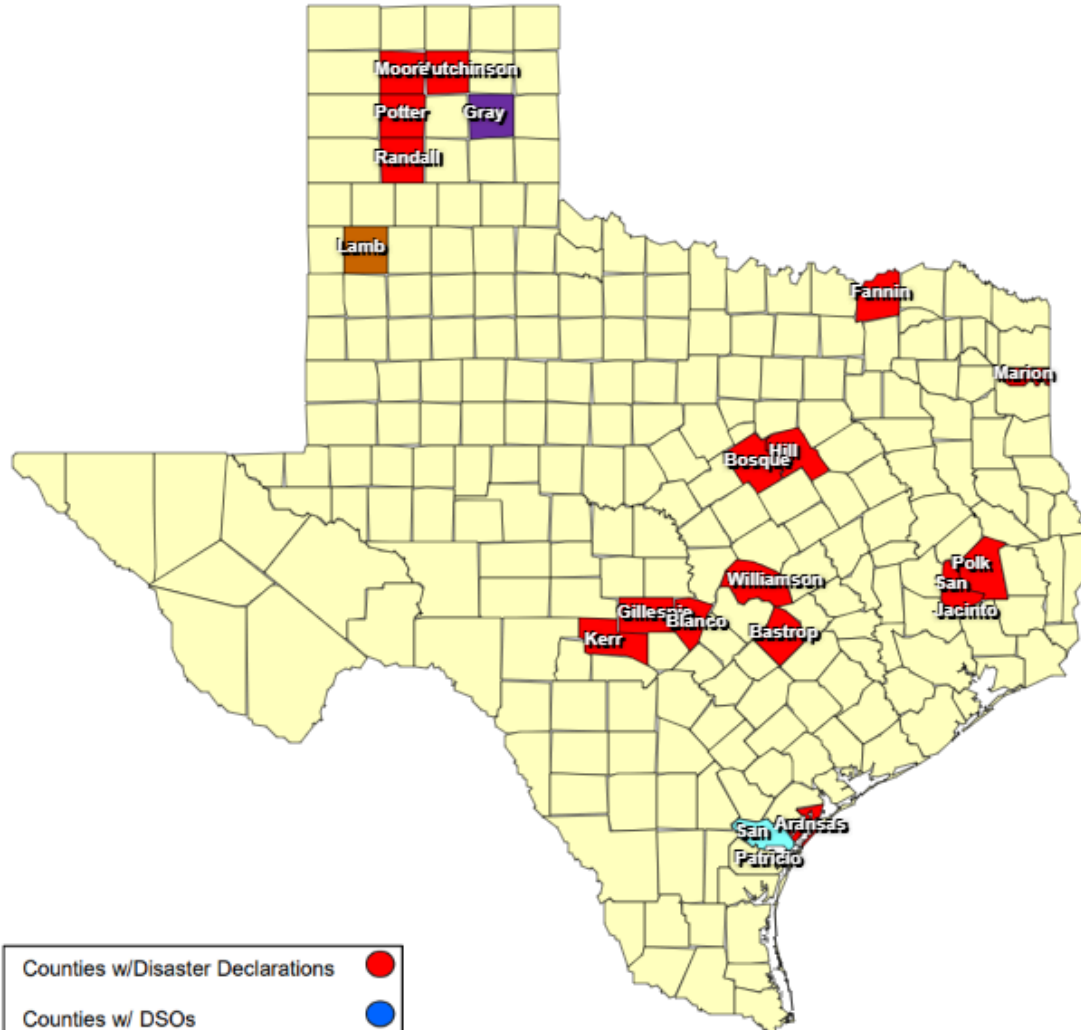 Moore
Hutchinson
Potter
Gray
Randall
Lamb
Fannin
Marion
Hill
Bosque
Williamson
Polk
San
Jacinto
Gillespie
Blanco
Kerr
Bastrop
San
Patricio
Aransas
Counties w/Disaster Declarations
Counties w/ DSOs